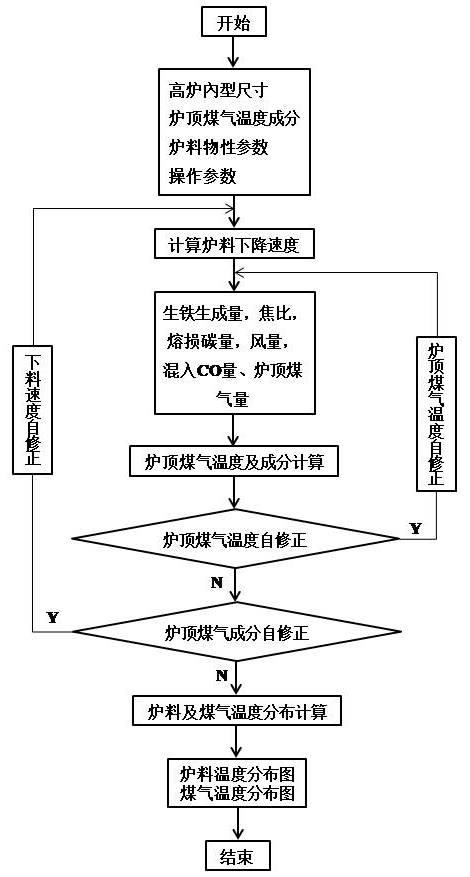 开始
高炉内型尺寸
炉顶煤气温度成分
炉料物性参数
操作参数
计算炉料下降速度
生铁生成量，焦比，
熔损碳量，风量，
混入CO量、炉顶煤
气量
下料速度自修正
炉顶煤气温度自修正
炉顶煤气温度及成分计算
炉顶煤气温度自修正
Y
N
炉顶煤气成分自修正
Y
N
炉料及煤气温度分布计算
炉料温度分布图
煤气温度分布图
结束